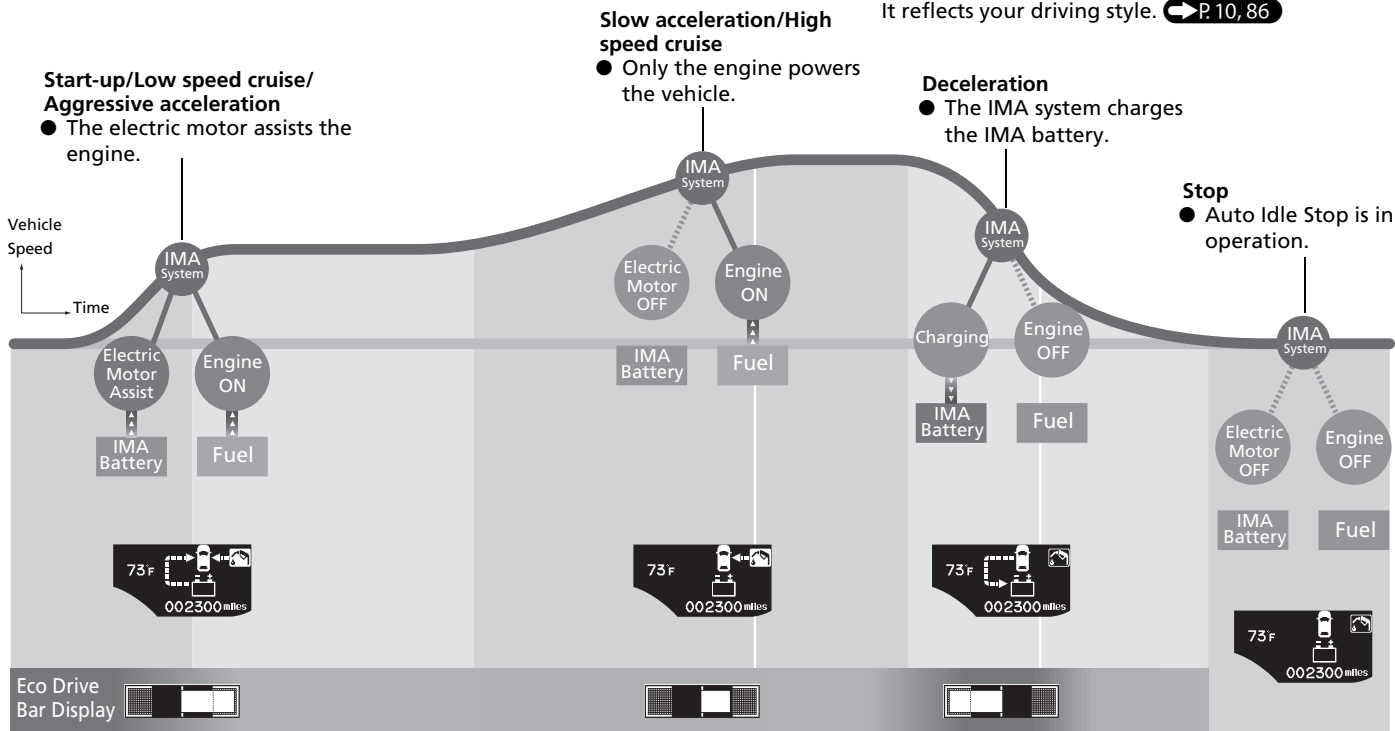 It reflects your driving style. P. 10, 86
Slow acceleration/High
speed cruise
● Only the engine powers
the vehicle.
Start-up/Low speed cruise/
Aggressive acceleration
● The electric motor assists the
engine.
Deceleration
● The IMA system charges
the IMA battery.
Stop
● Auto Idle Stop is in
operation.
Vehicle
Speed
Time
IMA
System
Electric
Motor
Assist
Engine
ON
IMA
Battery
Fuel
IMA
System
Electric
Motor
OFF
Engine
ON
IMA
Battery
Fuel
IMA
System
Charging
Engine
OFF
IMA
Battery
Fuel
IMA
System
Electric
Motor
OFF
Engine
OFF
IMA
Battery
Fuel
73°F
002300 miles
73°F
002300 miles
73°F
002300 miles
73°F
002300 miles
Eco Drive
Bar Display